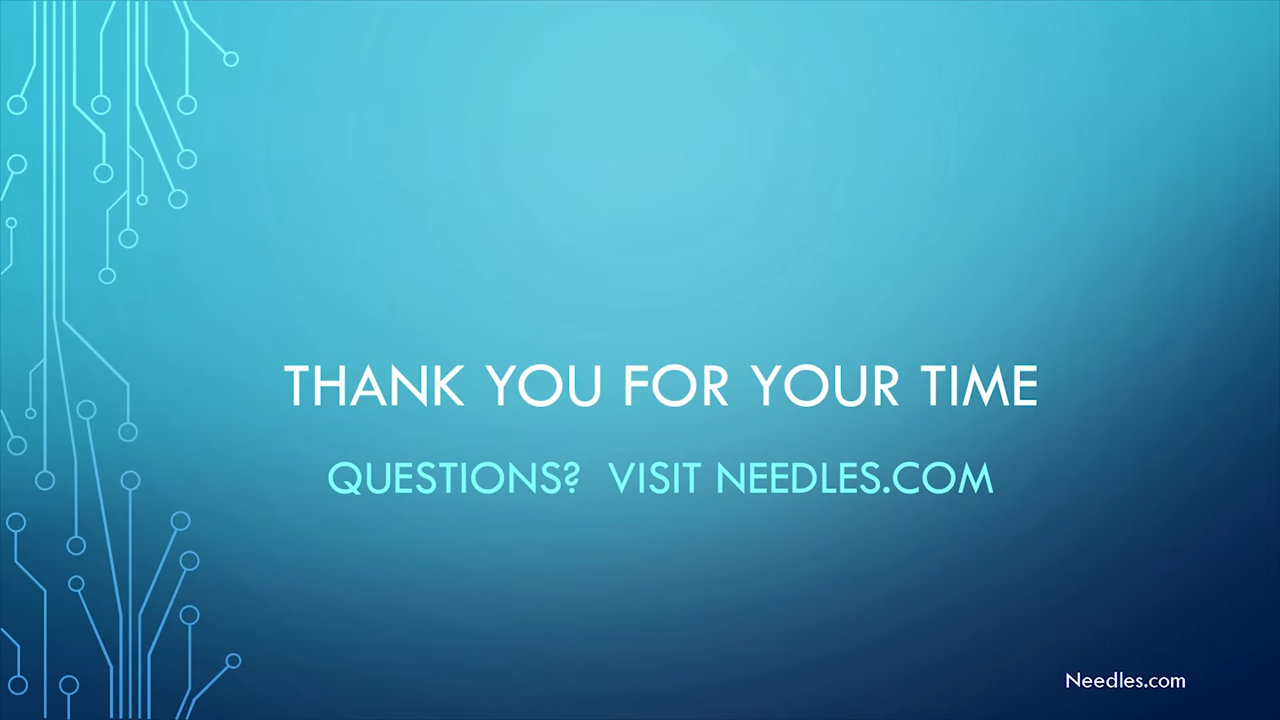 THANK YOU FOR YOUR TIME
QUESTIONS? VISIT NEEDLES.COM
Needles.com